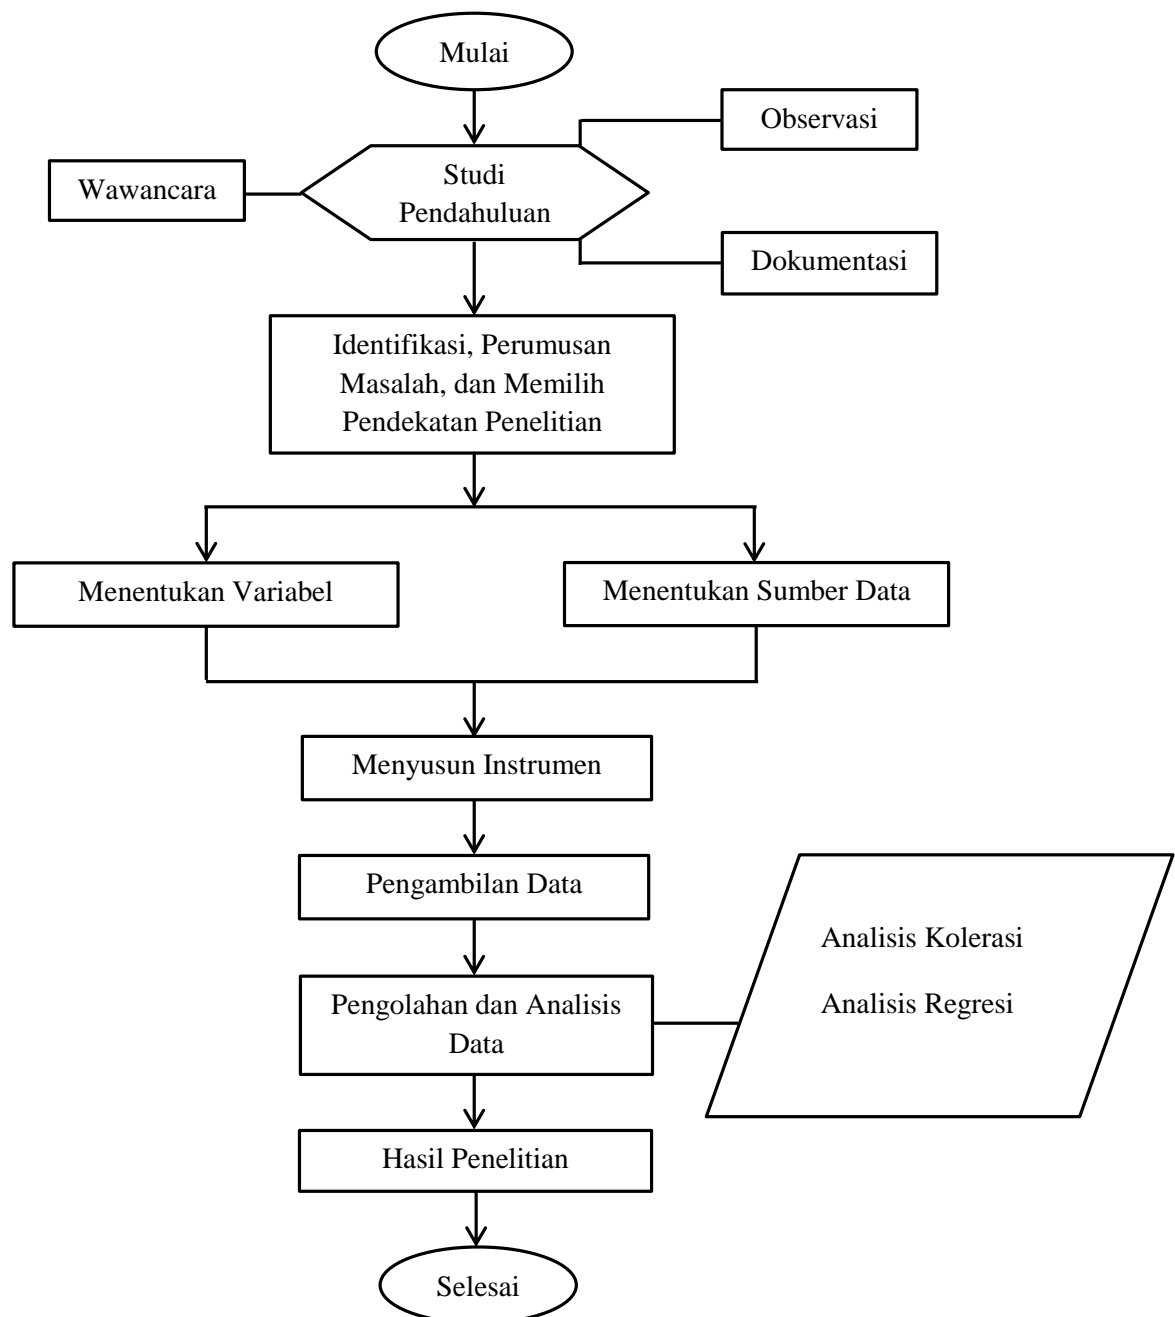 Mulai
Observasi
Wawancara
Studi
Pendahuluan
Dokumentasi
Identifikasi, Perumusan
Masalah, dan Memilih
Pendekatan Penelitian
Menentukan Variabel
Menentukan Sumber Data
Menyusun Instrumen
Pengambilan Data
Analisis Kolerasi
Analisis Regresi
Pengolahan dan Analisis
Data
Hasil Penelitian
Selesai